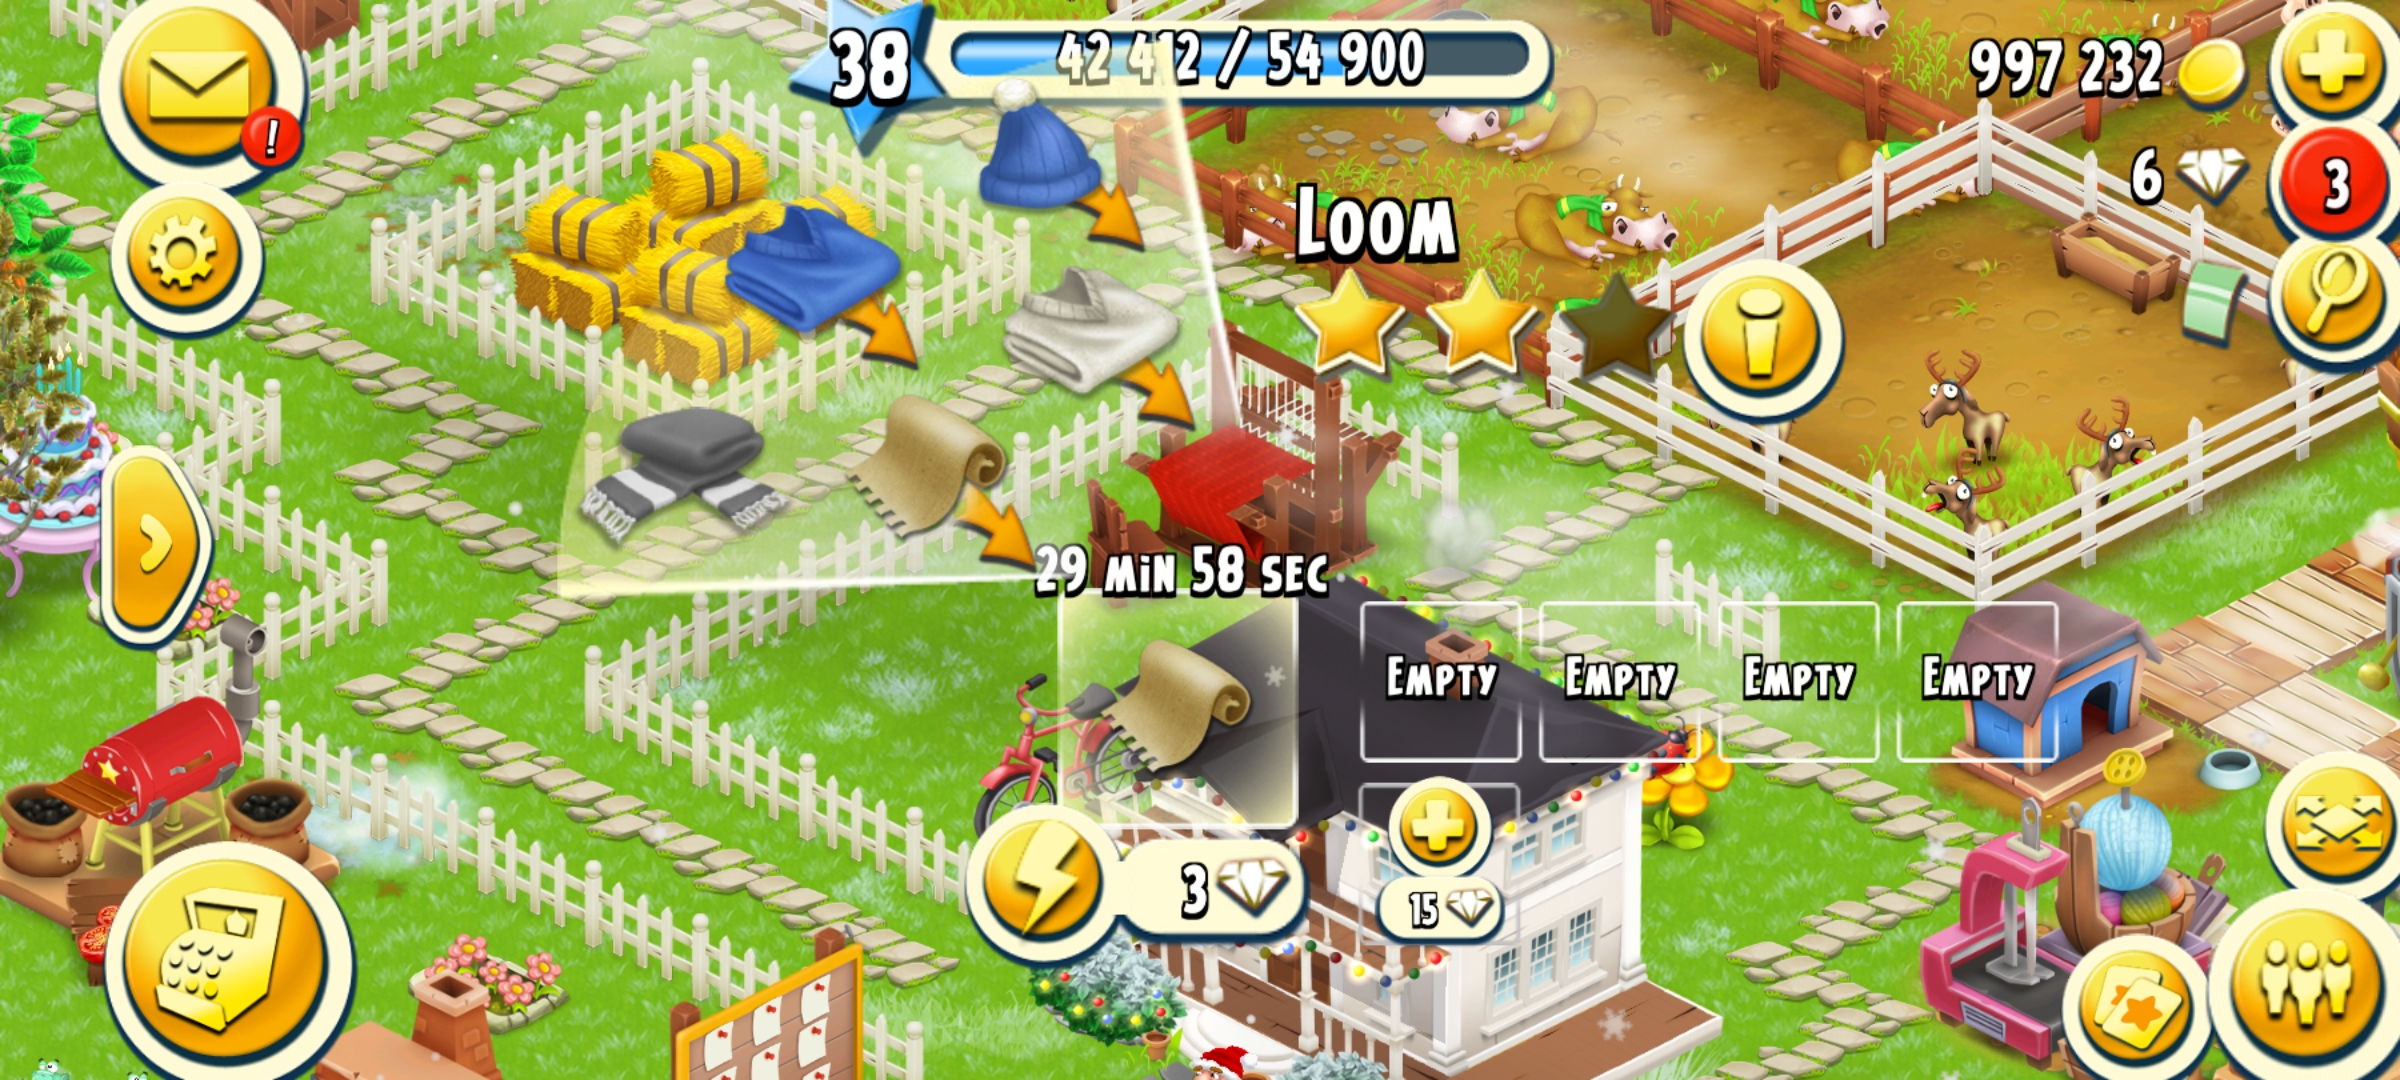 38
42 412 / 54 900
997 232
!
6
3
LOOM
29 MIN 58 SEC
EMPTY
EMPTY
EMPTY
EMPTY
3
15